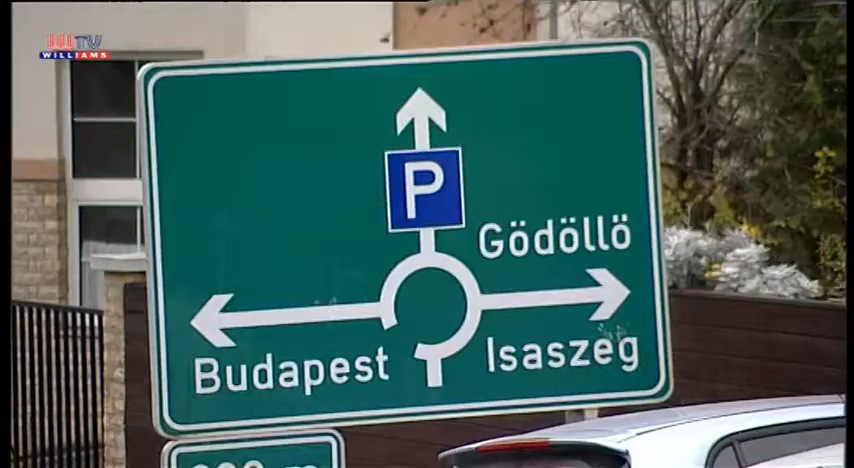 TV
WILLIAMS
P
Gödöllő
Budapest
Isaszeg